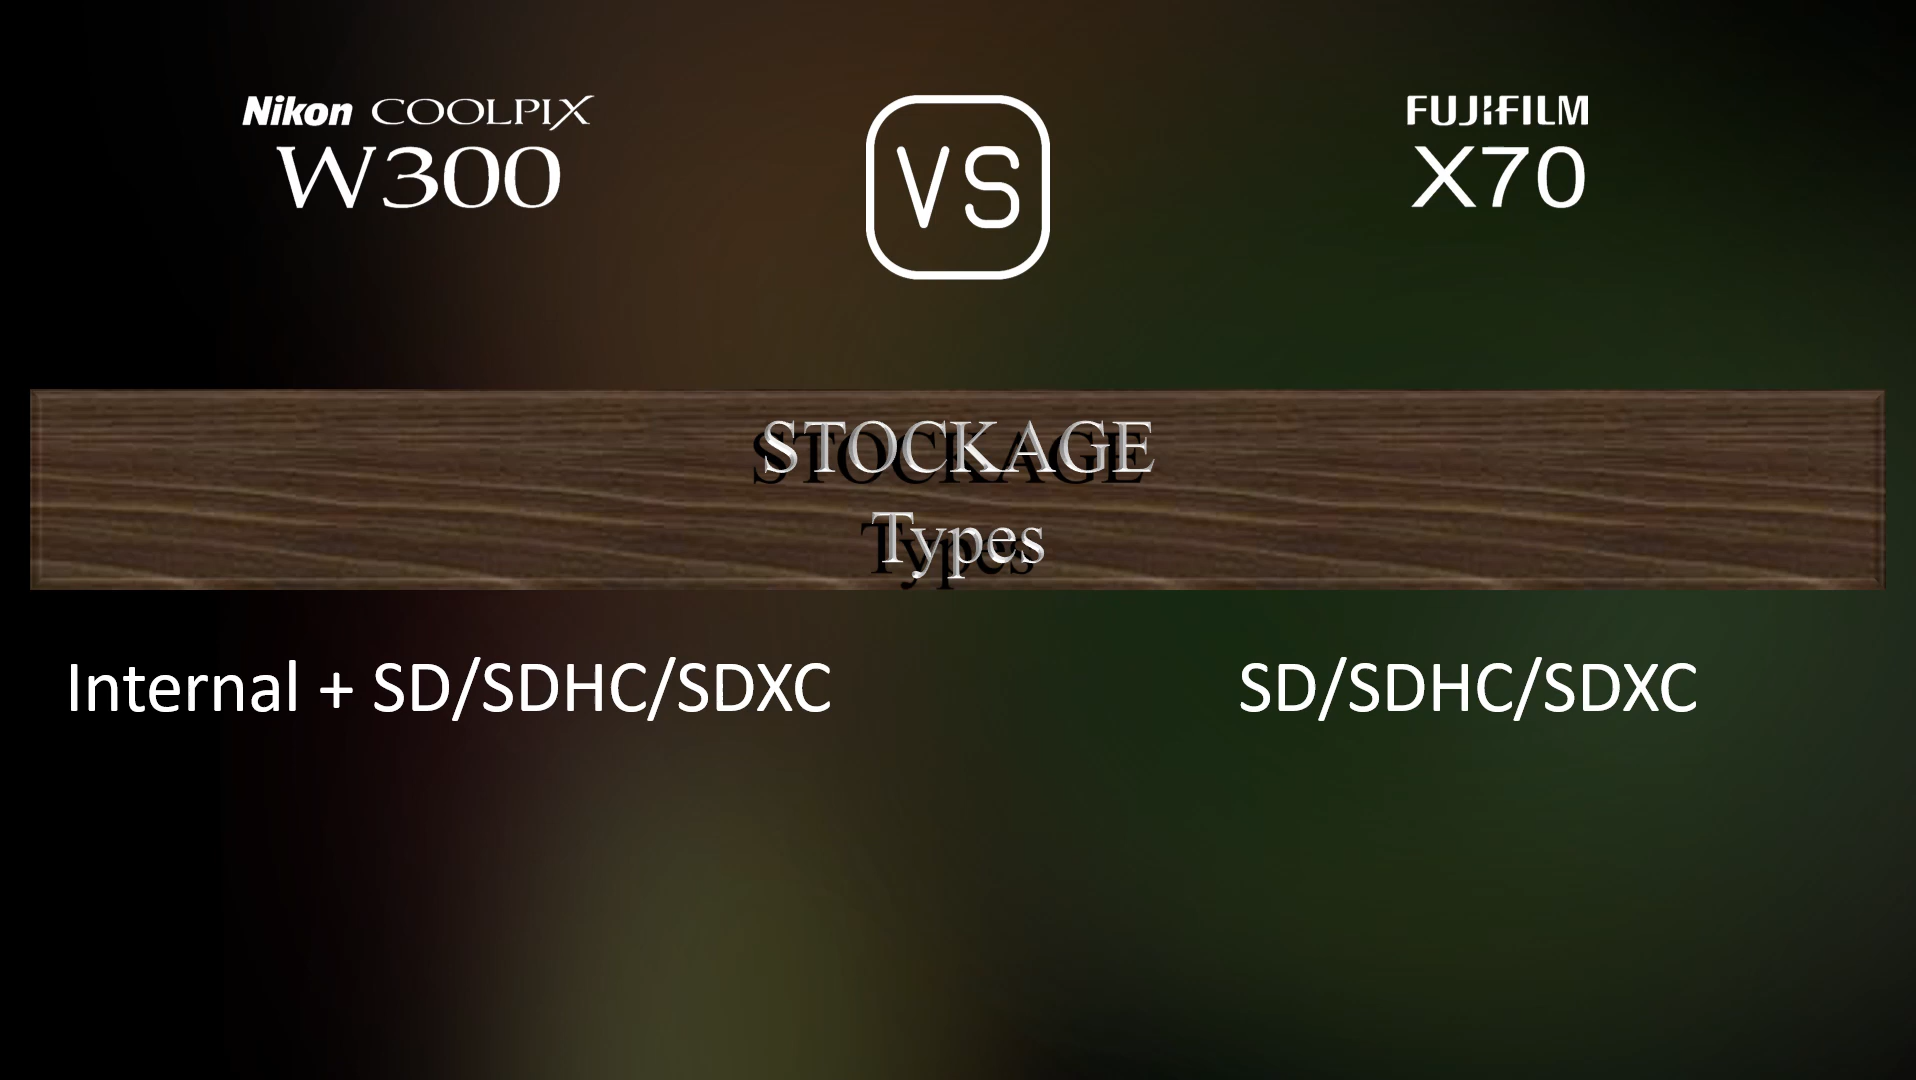 Nikon COOLPIX
W300
VS
FUJIFILM
X70
STOCKAGE
Types
Internal + SD/SDHC/SDXC
SD/SDHC/SDXC